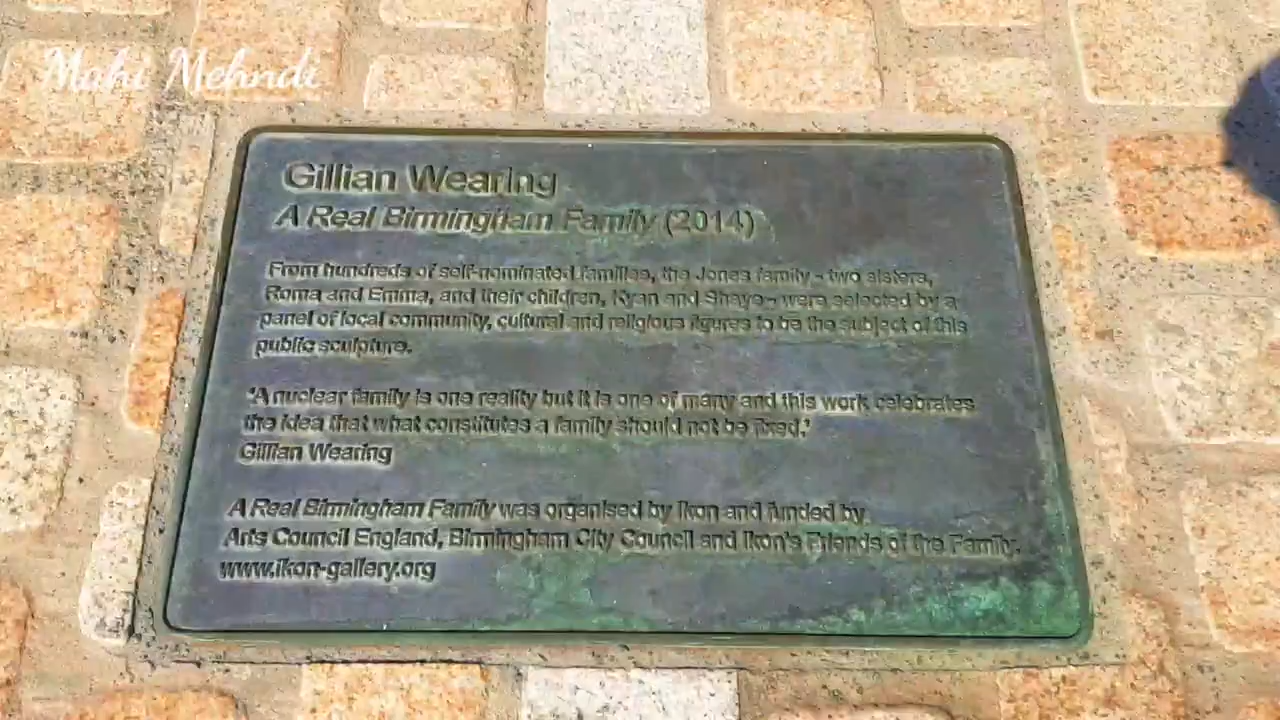 Mahi Mehndi
Gillian Wearing
A Real Birmingham Family (2014)
From hundreds of self-nominated families, the Jones family - two sisters,
Roma and Emma, and their children, Kyan and Shaye - were selected by a
panel of local community, cultural and religious figures to be the subject of this
public sculpture.
'A nuclear family is one reality but it is one of many and this work celebrates
the idea that what constitutes a family should not be fixed.'
Gillian Wearing
A Real Birmingham Family was organised by Ikon and funded by
Arts Council England, Birmingham City Council and Ikon's Friends of the Family.
www.ikon-gallery.org